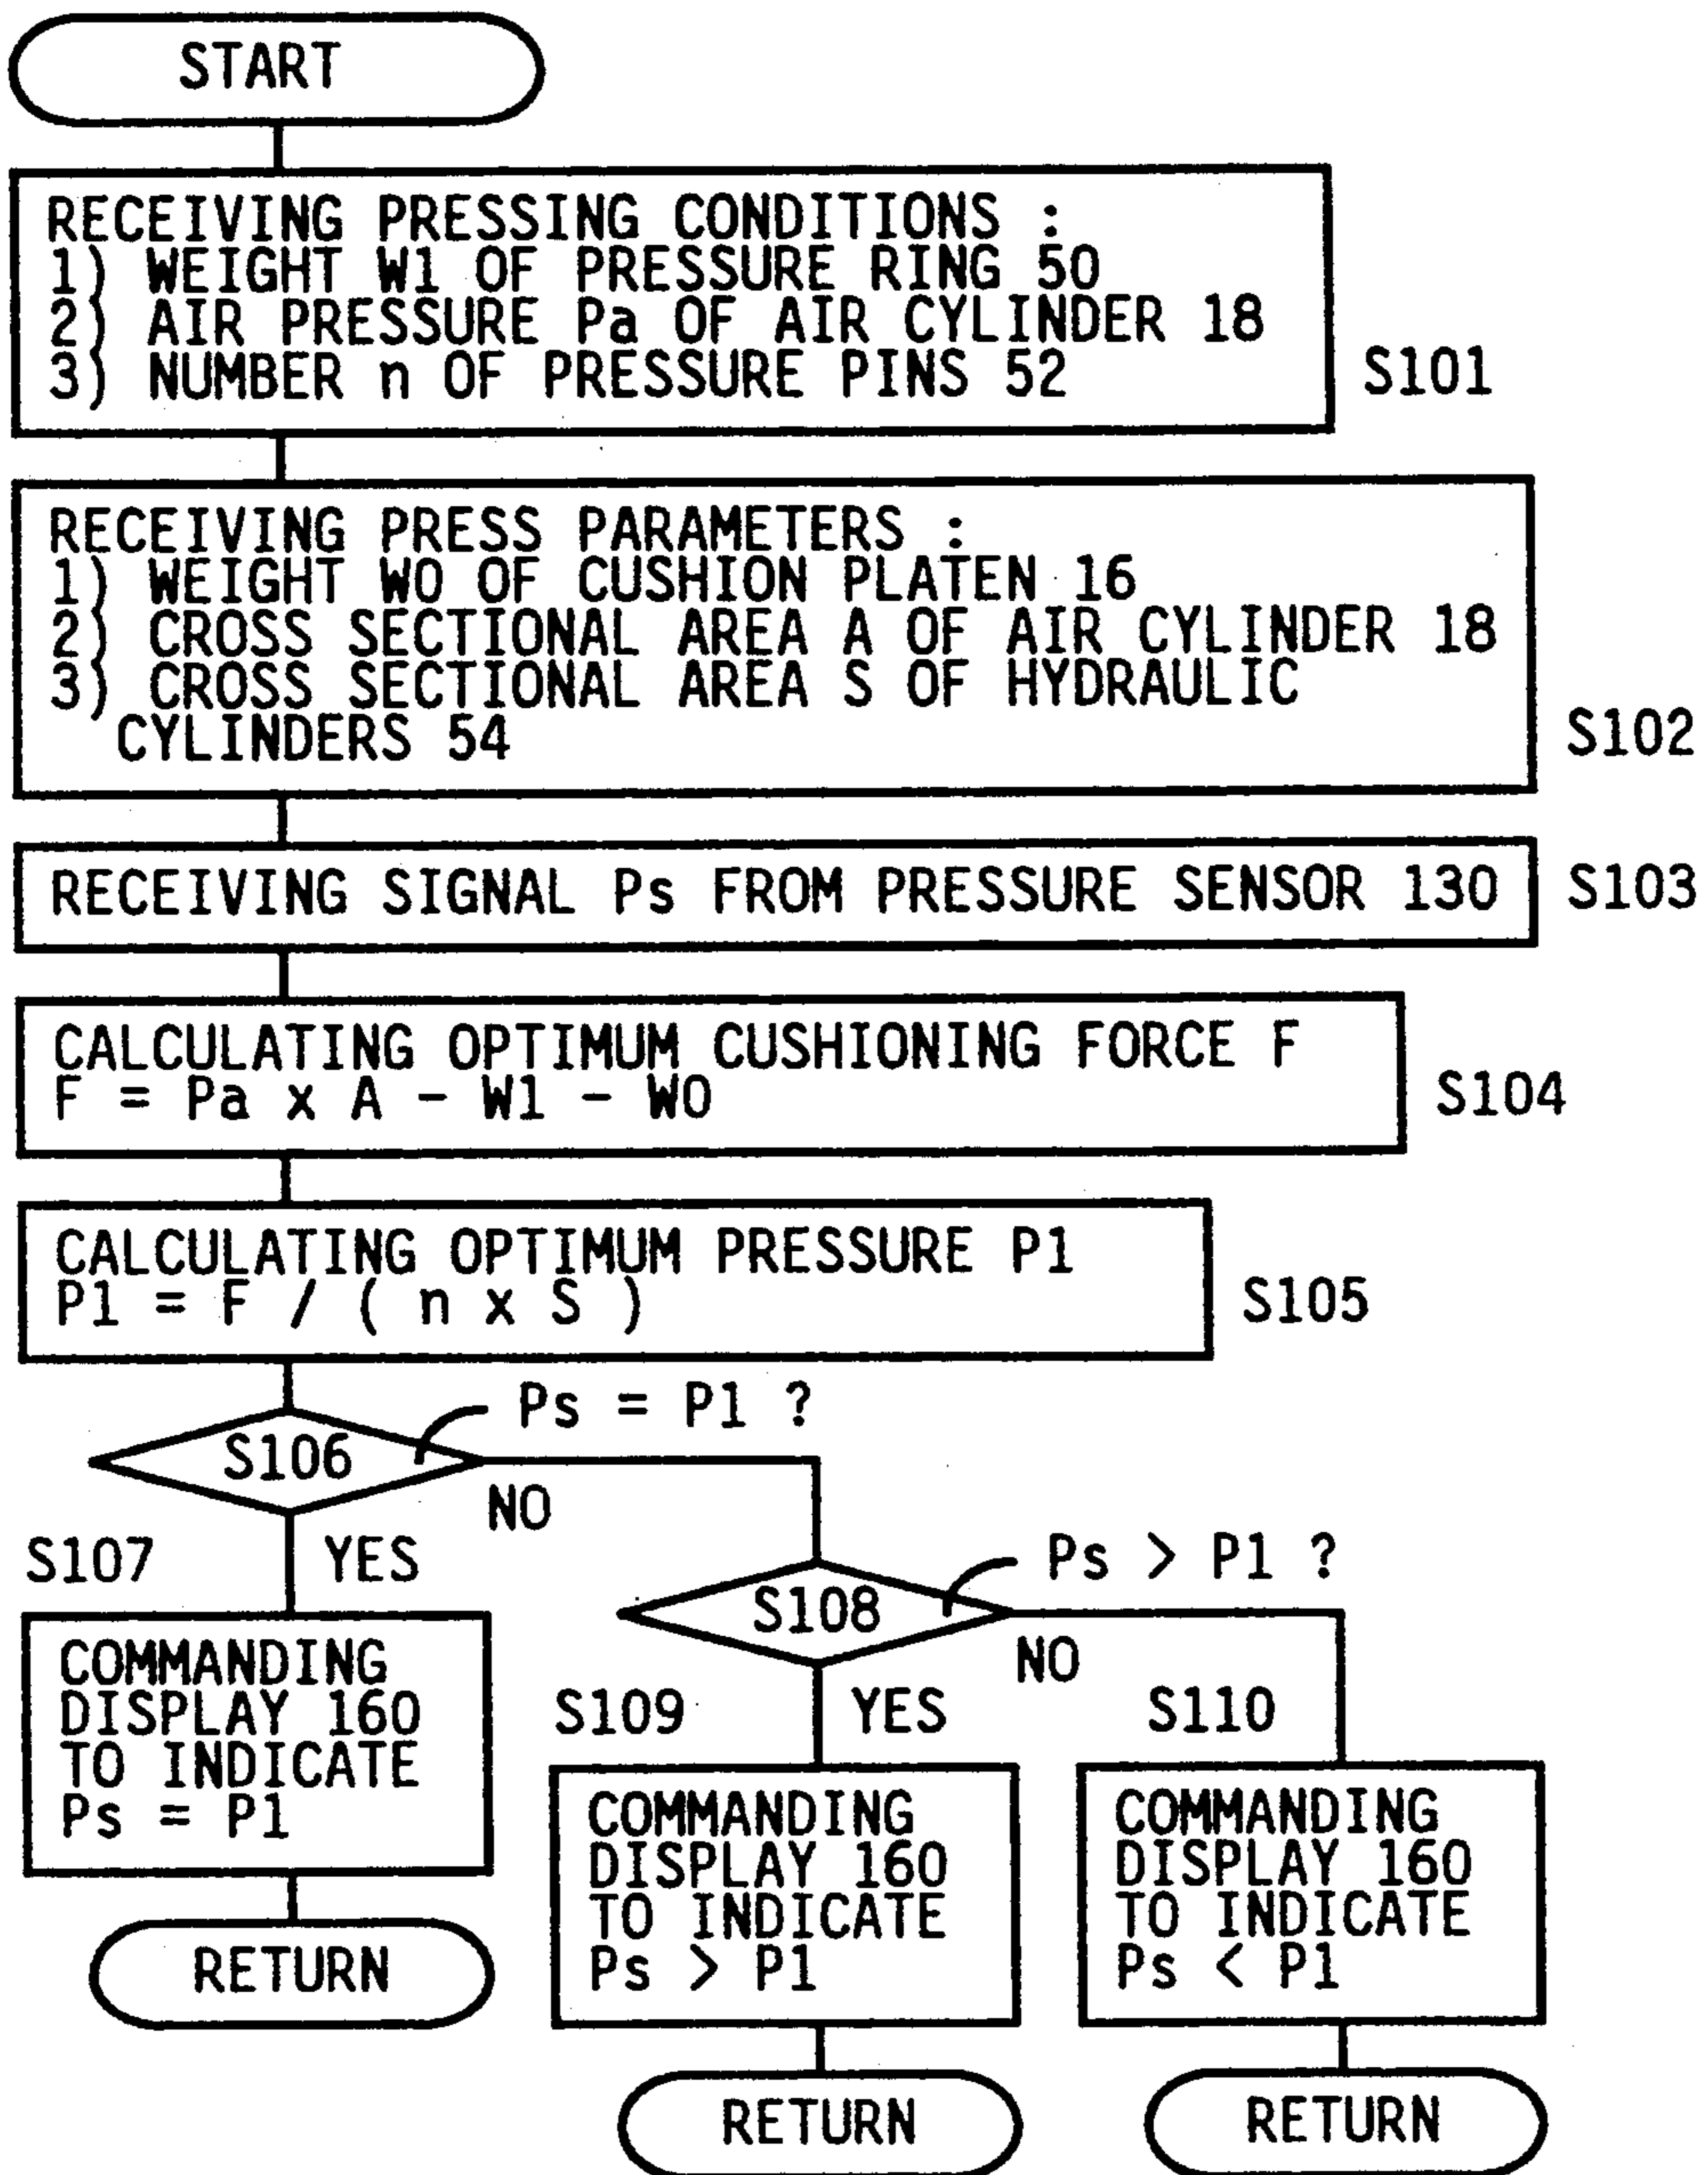 START
RECEIVING PRESSING CONDITIONS :
1) WEIGHT W1 OF PRESSURE RING 50
2) AIR PRESSURE Pa OF AIR CYLINDER 18
3) NUMBER n OF PRESSURE PINS 52
S101
RECEIVING PRESS PARAMETERS :
1) WEIGHT W0 OF CUSHION PLATEN 16
2) CROSS SECTIONAL AREA A OF AIR CYLINDER 18
3) CROSS SECTIONAL AREA S OF HYDRAULIC
CYLINDERS 54
S102
RECEIVING SIGNAL Ps FROM PRESSURE SENSOR 130
S103
CALCULATING OPTIMUM CUSHIONING FORCE F
F = Pa x A - W1 - W0
S104
CALCULATING OPTIMUM PRESSURE P1
P1 = F / ( n x S )
S105
Ps = P1 ?
S106
NO
S107
YES
Ps > P1 ?
S108
NO
S109
YES
S110
COMMANDING
DISPLAY 160
TO INDICATE
Ps = P1
COMMANDING
DISPLAY 160
TO INDICATE
Ps > P1
COMMANDING
DISPLAY 160
TO INDICATE
Ps < P1
RETURN
RETURN
RETURN